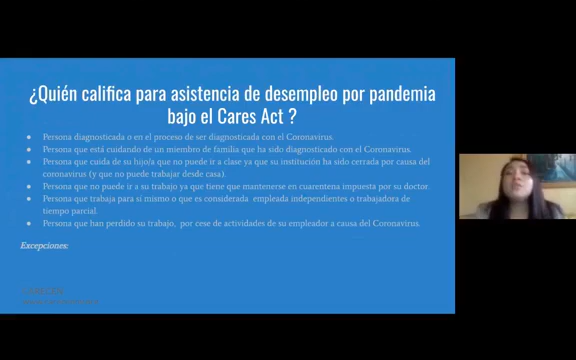 ¿Quién califica para asistencia de desempleo por pandemia
bajo el Cares Act ?
● Persona diagnosticada o en el proceso de ser diagnosticada con el Coronavirus.
● Persona que está cuidando de un miembro de familia que ha sido diagnosticado con el Coronavirus.
● Persona que cuida de su hijo/a que no puede ir a clase ya que su institución ha sido cerrada por causa del
coronavirus (y que no puede trabajar desde casa).
● Persona que no puede ir a su trabajo ya que tiene que mantenerse en cuarentena impuesta por su doctor.
● Persona que trabaja para sí mismo o que es considerada empleada independientes o trabajadora de
tiempo parcial.
● Persona que han perdido su trabajo, por cese de actividades de su empleador a causa del Coronavirus.
Excepciones: